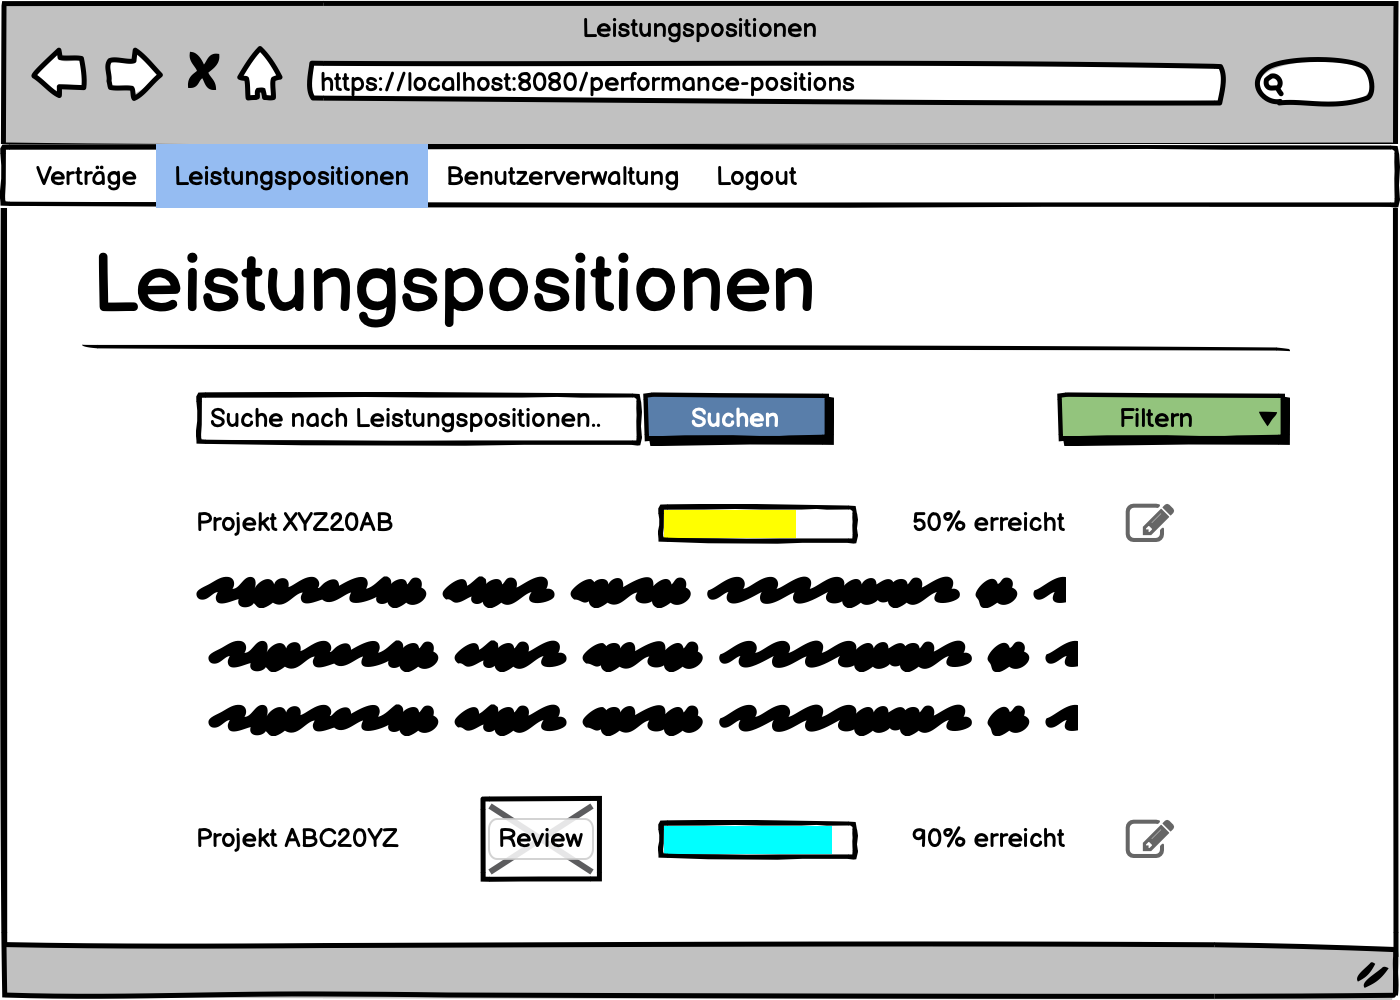 Leistungspositionen
https://localhost:8080/performance-positions
Verträge Leistungspositionen Benutzerverwaltung Logout
Leistungspositionen
Suche nach Leistungspositionen.. Suchen Filtern
Projekt XYZ20AB 50% erreicht
Projekt ABC20YZ Review 90% erreicht